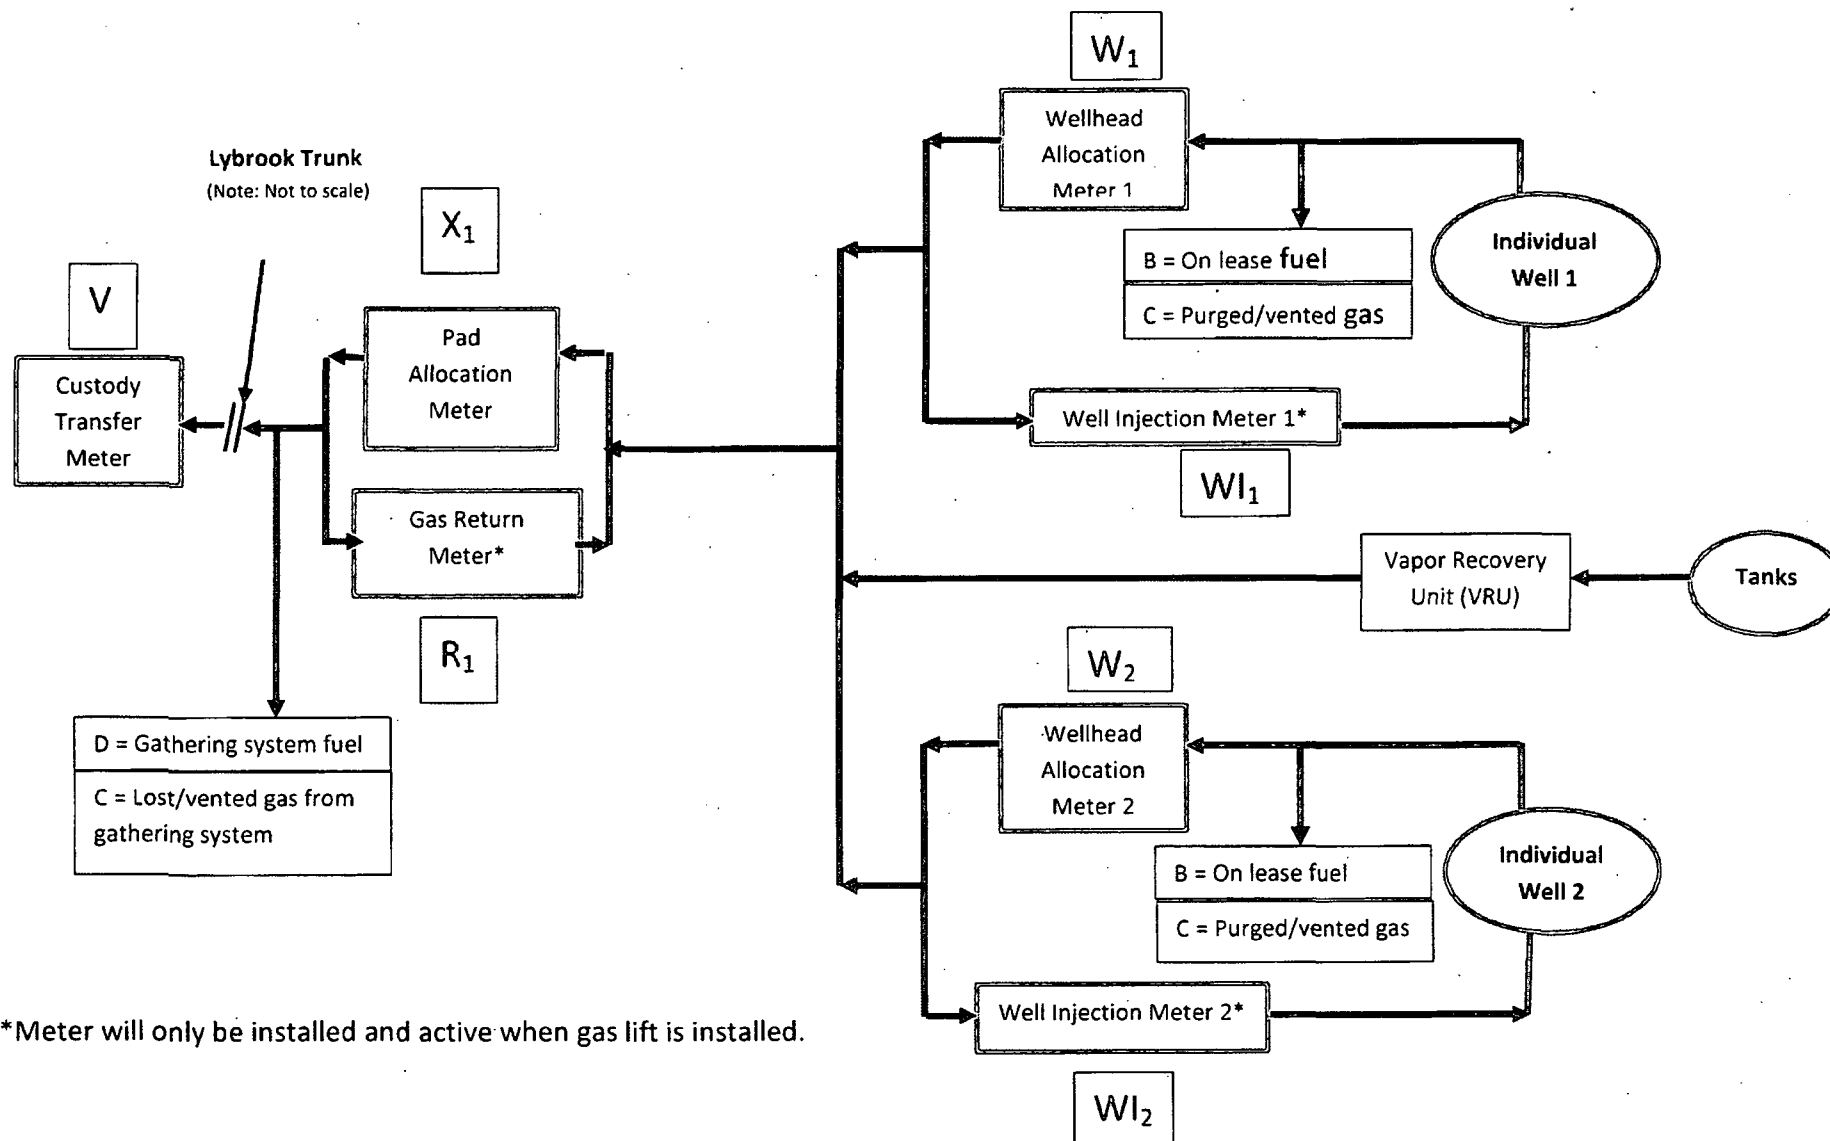 W₁
Wellhead
Allocation
Meter 1
Lybrook Trunk
(Note: Not to scale)
X₁
B = On lease fuel
C = Purged/vented gas
Individual
Well 1
V
Custody
Transfer
Meter
Pad
Allocation
Meter
Well Injection Meter 1*
WI₁
Gas Return
Meter*
R₁
Vapor Recovery
Unit (VRU)
Tanks
W₂
Wellhead
Allocation
Meter 2
D = Gathering system fuel
C = Lost/vented gas from
gathering system
B = On lease fuel
C = Purged/vented gas
Individual
Well 2
Well Injection Meter 2*
WI₂
*Meter will only be installed and active when gas lift is installed.